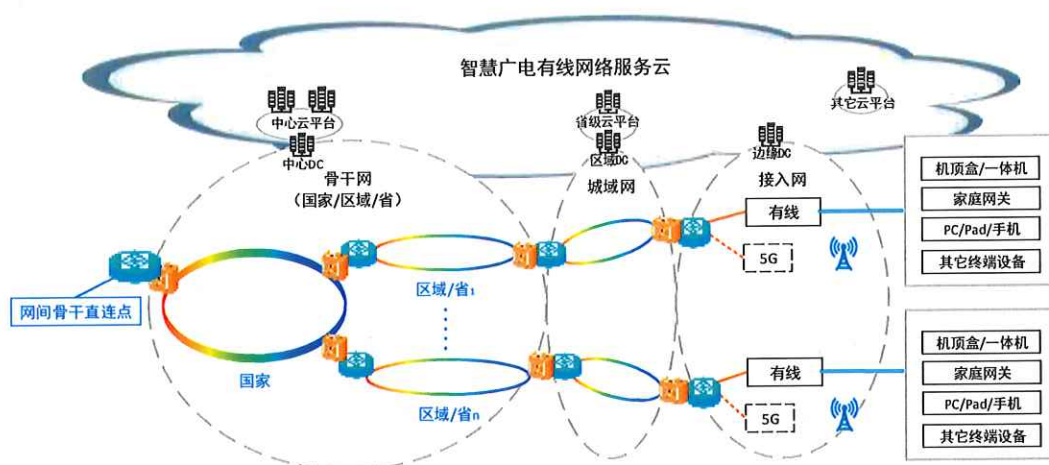 智慧广电有线网络服务云
中心云平台
省级云平台
其它云平台
中心DC
区域DC
边缘DC
骨干网
(国家/区域/省)
城域网
接入网
网间骨干直连点
国家
区域/省1
区域/省n
有线
5G
有线
5G
机顶盒/一体机
家庭网关
PC/Pad/手机
其它终端设备
机顶盒/一体机
家庭网关
PC/Pad/手机
其它终端设备